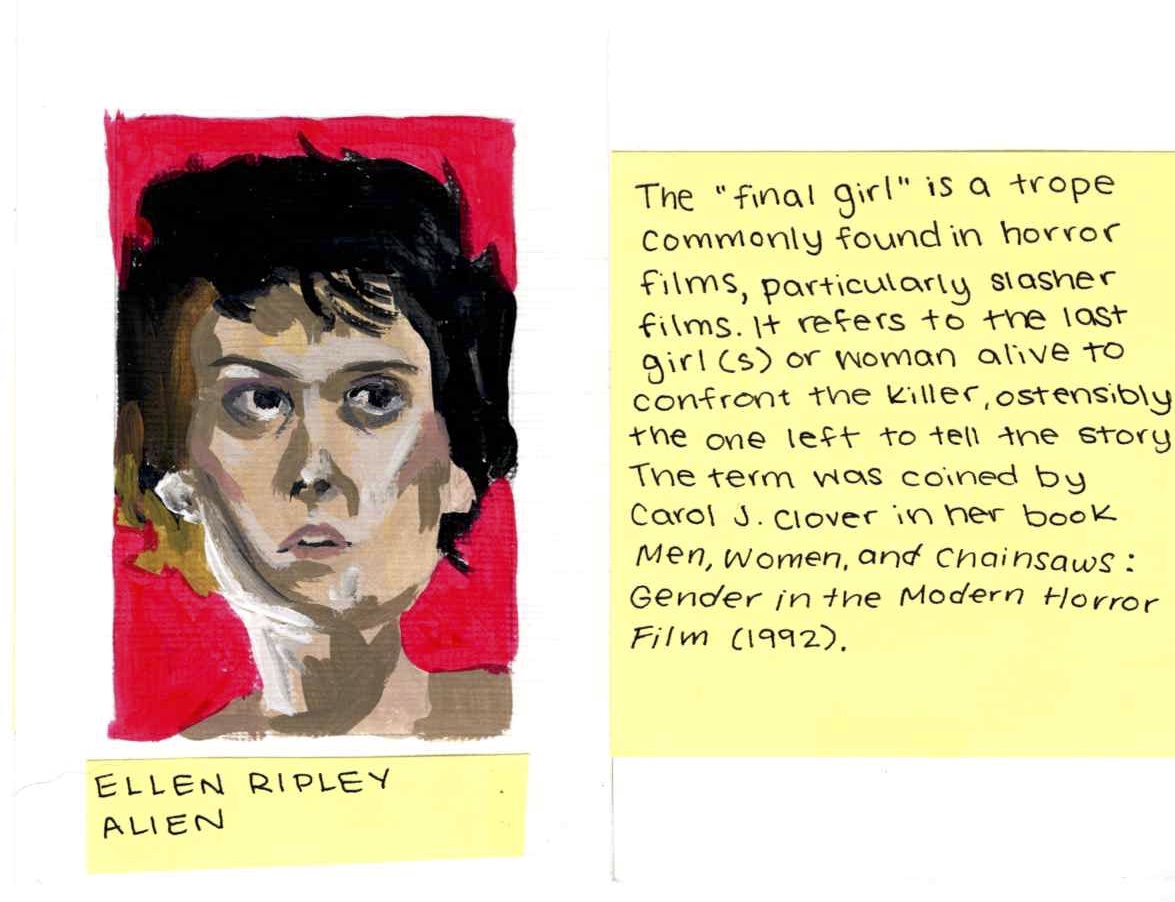 ELLEN RIPLEY
ALIEN
The "final girl" is a trope
commonly found in horror
films, particularly slasher
films. It refers to the last
girl(s) or woman alive to
confront the killer, ostensibly
the one left to tell the story
The term was coined by
Carol J. Clover in her book
Men, Women, and Chainsaws:
Gender in the Modern Horror
Film (1992).